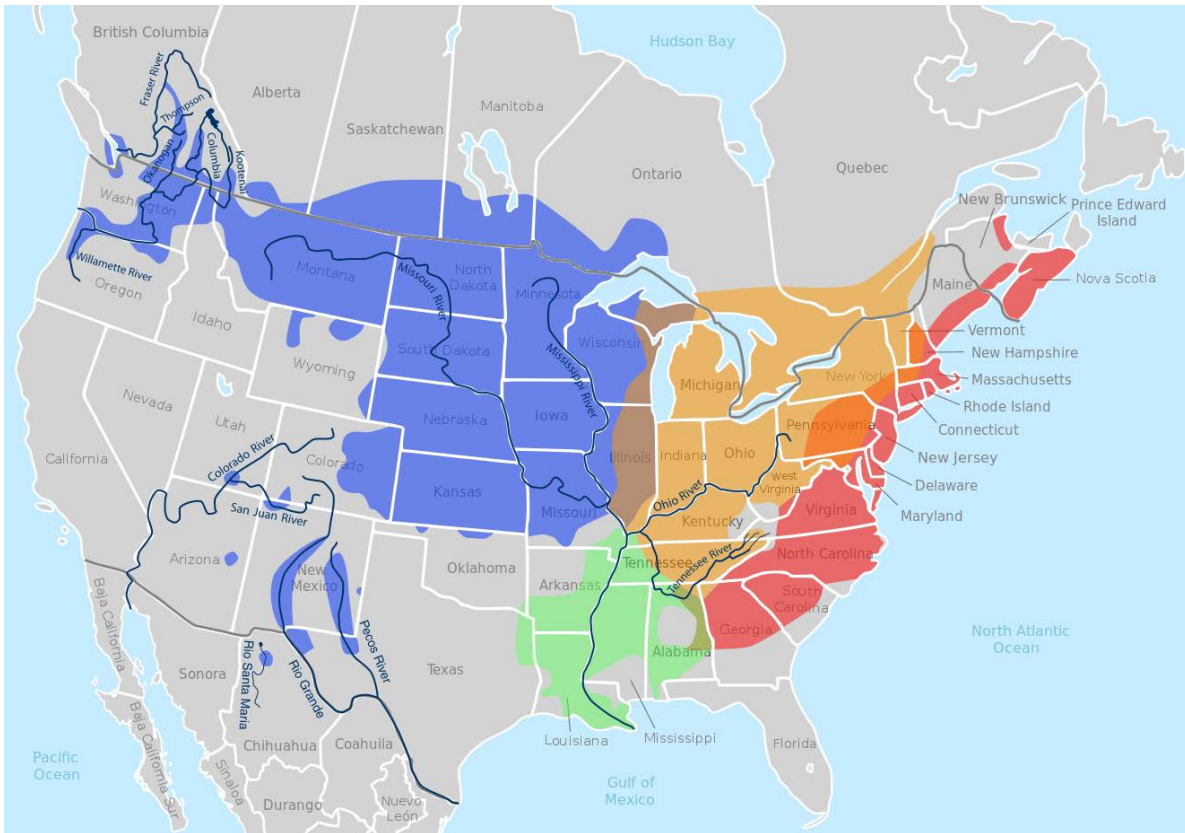 British Columbia
Hudson Bay
Fraser River
Alberta
Thompson
Manitoba
Saskatchewan
Okanogan
Columbia
Kootenai
Ontario
Quebec
New Brunswick
Prince Edward
Island
Washington
Willamette River
Oregon
Montana
Missouri River
North
Dakota
Minnesota
Maine
Nova Scotia
Idaho
Vermont
Wyoming
South Dakota
Wisconsin
Mississippi River
Michigan
New York
New Hampshire
Massachusetts
Nevada
Utah
Nebraska
Iowa
Rhode Island
Pennsylvania
Connecticut
California
Colorado River
Colorado
Kansas
Illinois
Indiana
Ohio
New Jersey
Delaware
Maryland
West
Virginia
Ohio River
Missouri
San Juan River
Kentucky
Virginia
Arizona
New
Mexico
Oklahoma
Arkansas
Tennessee
Tennessee River
North Carolina
South
Carolina
Georgia
Alabama
North Atlantic
Ocean
Baja California
Sonora
Rio Santa Maria
Rio Grande
Pecos River
Texas
Louisiana
Mississippi
Florida
Pacific
Ocean
Baja California Sur
Sinaloa
Chihuahua
Coahuila
Durango
Nuevo
León
Gulf of
Mexico